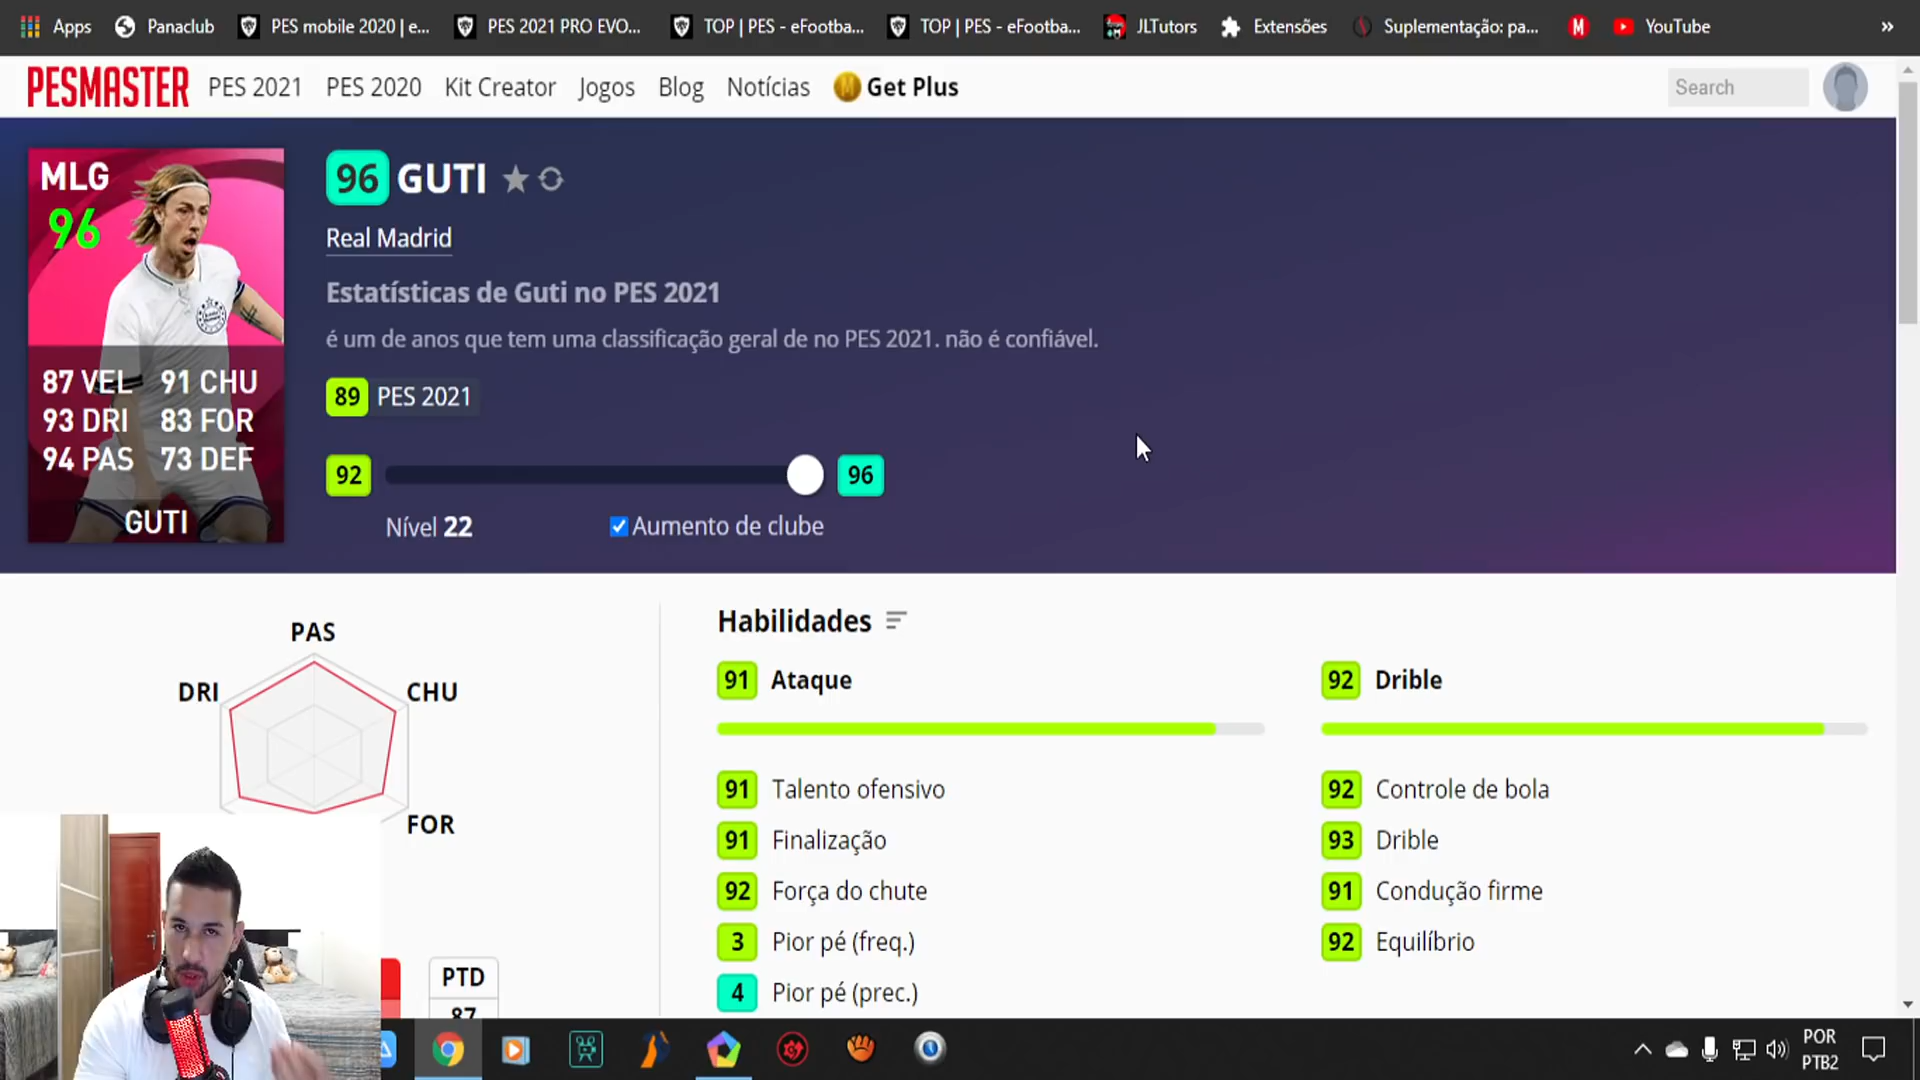 Apps
Panaclub
PES mobile 2020 | e...
PES 2021 PRO EVO...
TOP | PES - eFootba...
TOP | PES - eFootba...
JLTutors
Extensões
Suplementação: pa...
M
YouTube
»
PESMASTER
PES 2021
PES 2020
Kit Creator
Jogos
Blog
Notícias
Get Plus
Search
MLG
96
87 VEL 91 CHU
93 DRI 83 FOR
94 PAS 73 DEF
GUTI
96 GUTI
Real Madrid
Estatísticas de Guti no PES 2021
é um de anos que tem uma classificação geral de no PES 2021. não é confiável.
89 PES 2021
92
96
Nível 22
Aumento de clube
PAS
DRI
CHU
FOR
PTD
87
Habilidades
91 Ataque
91 Talento ofensivo
91 Finalização
92 Força do chute
3 Pior pé (freq.)
4 Pior pé (prec.)
92 Drible
92 Controle de bola
93 Drible
91 Condução firme
92 Equilíbrio
POR
PTB2